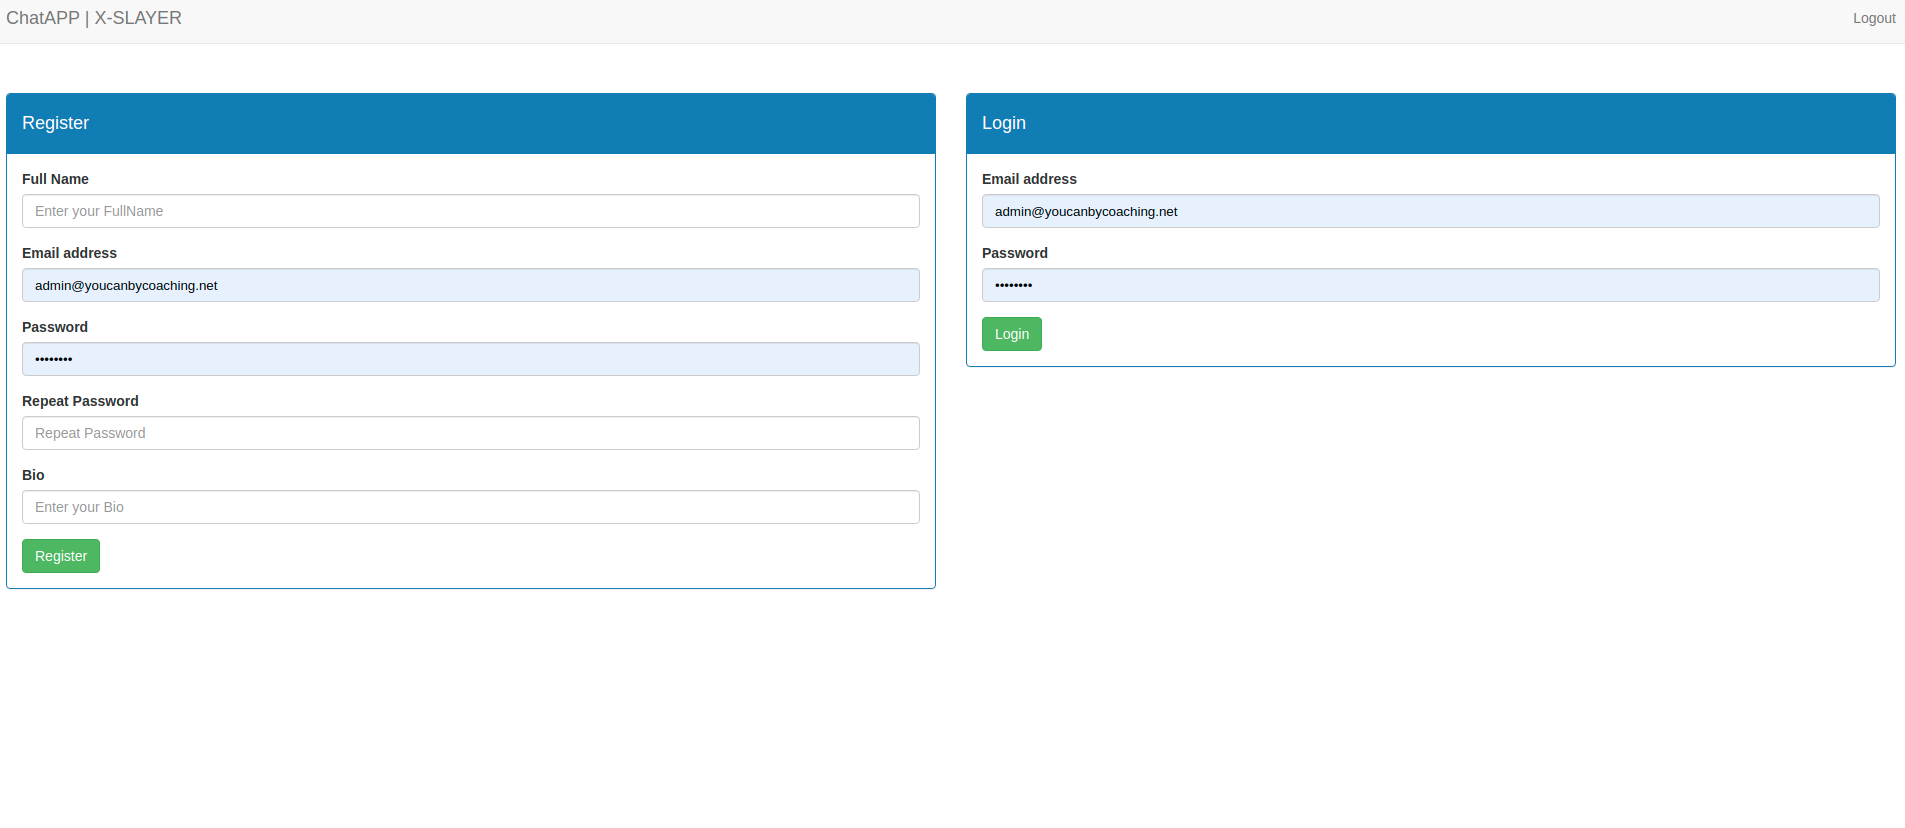 ChatAPP | X-SLAYER
Logout
Register
Full Name
Enter your FullName
Email address
admin@youcanbycoaching.net
Password
••••••••
Repeat Password
Repeat Password
Bio
Enter your Bio
Register
Login
Email address
admin@youcanbycoaching.net
Password
••••••••
Login